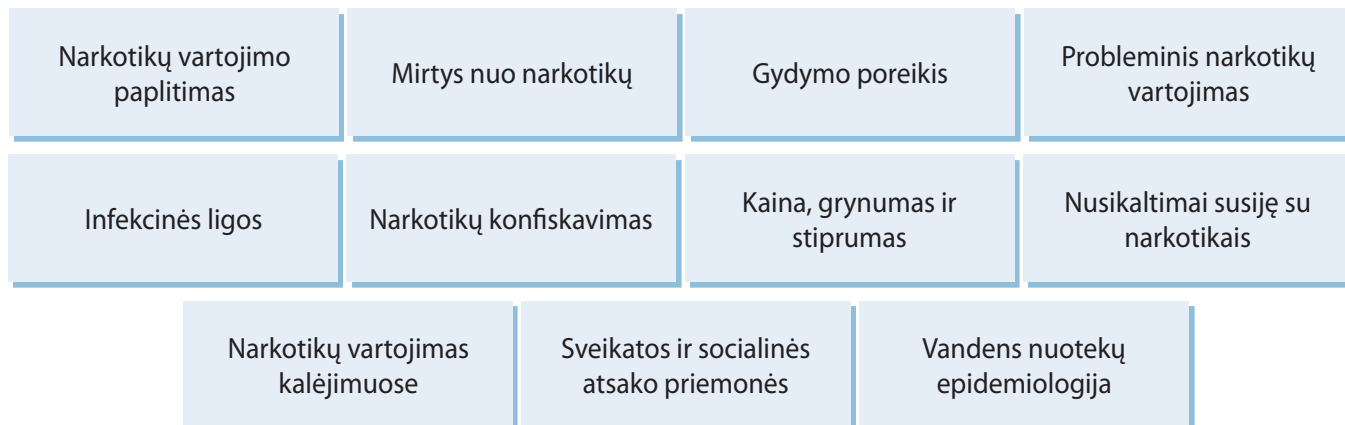 Narkotikų vartojimo
paplitimas
Mirtys nuo narkotikų
Gydymo poreikis
Probleminis narkotikų
vartojimas
Infekcinės ligos
Narkotikų konfiskavimas
Kaina, grynumas ir
stiprumas
Nusikaltimai susiję su
narkotikais
Narkotikų vartojimas
kalėjimuose
Sveikatos ir socialinės
atsako priemonės
Vandens nuotekų
epidemiologija